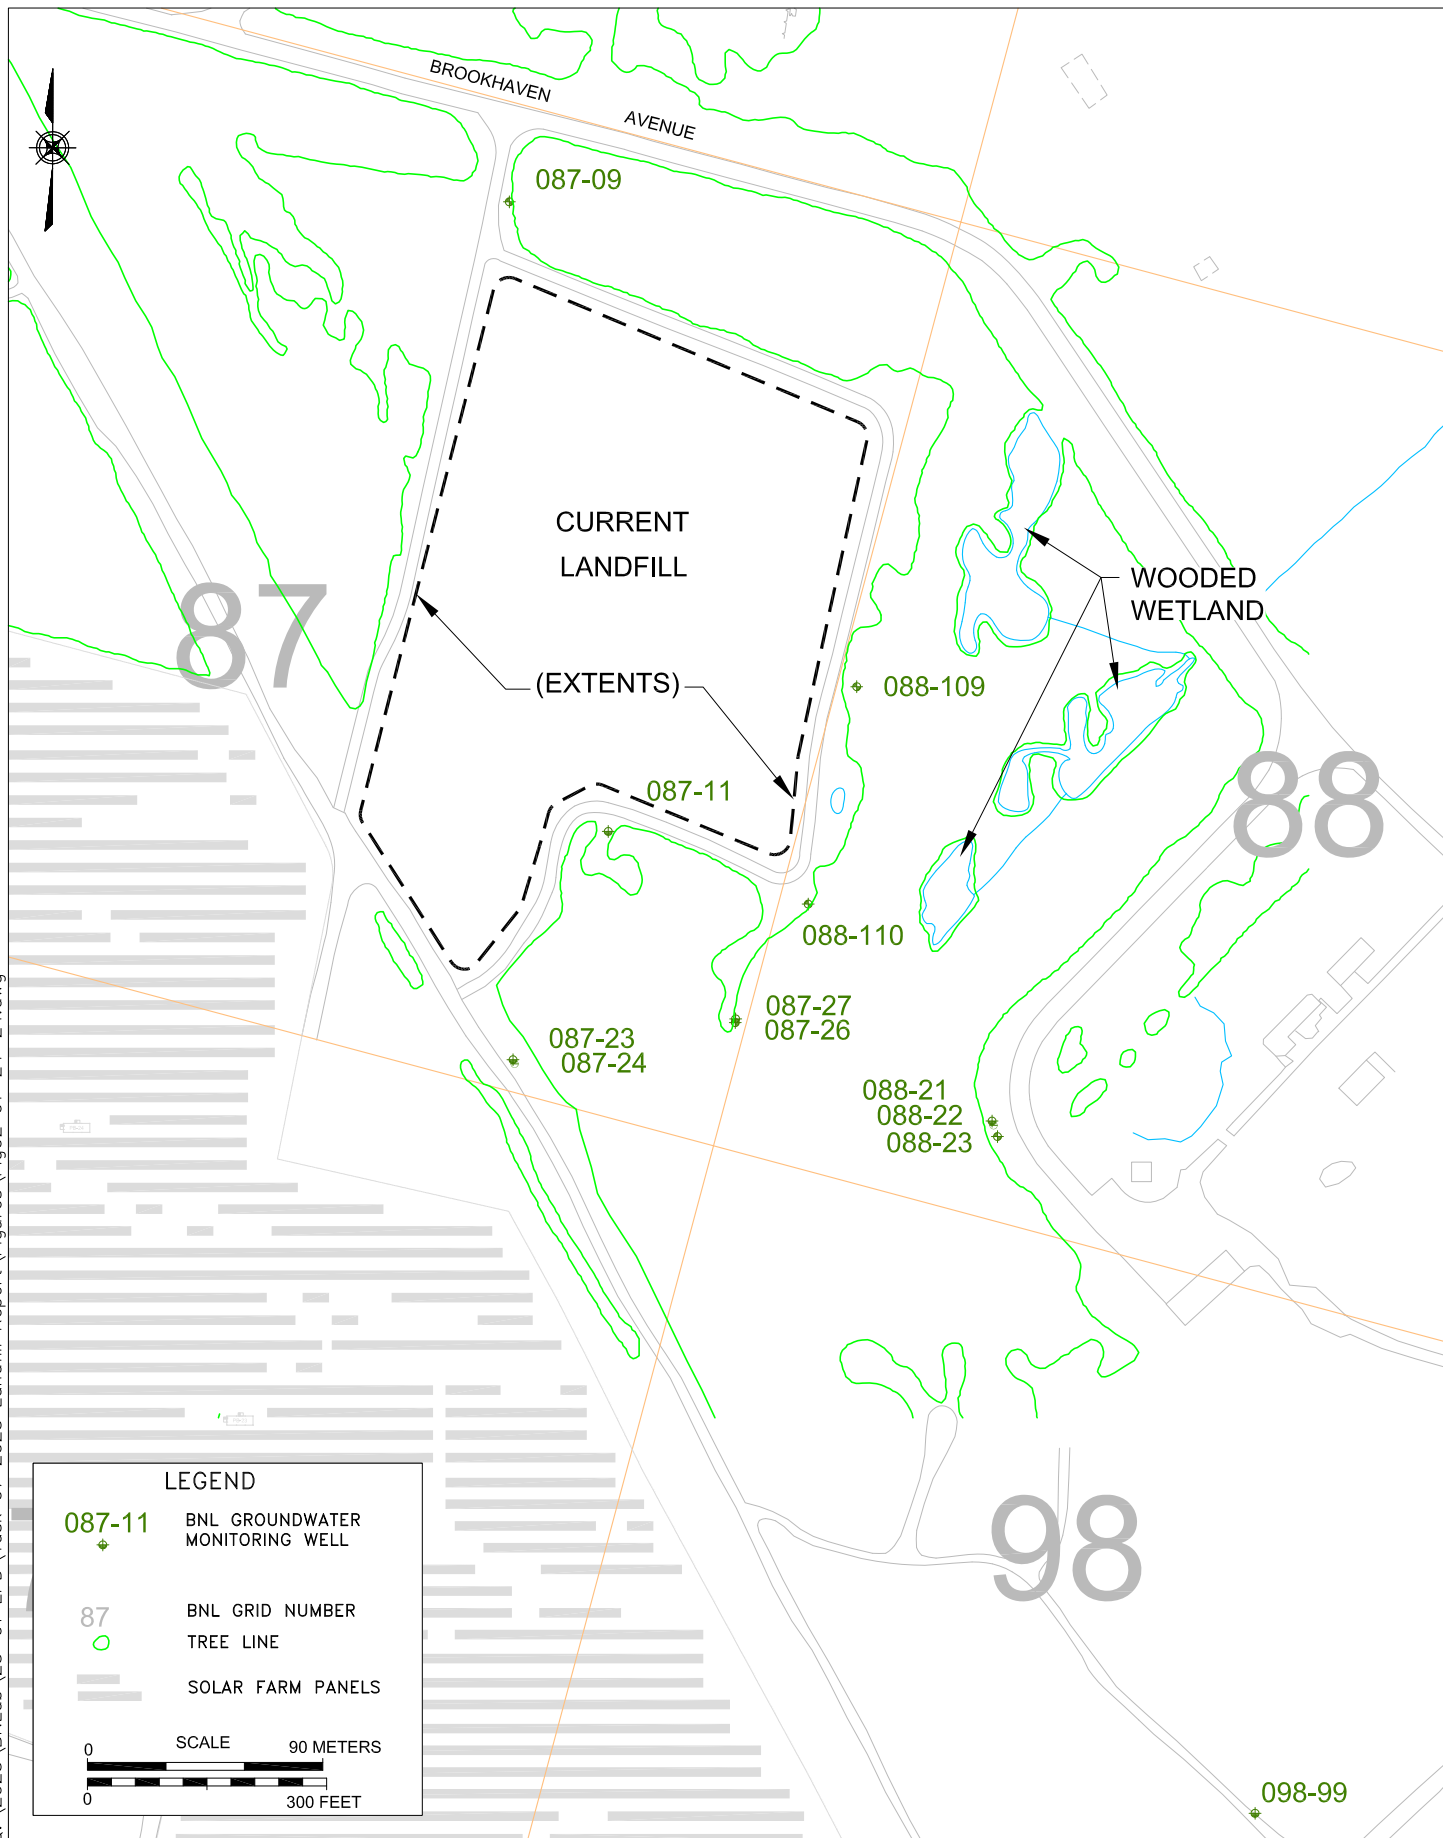 BROOKHAVEN
AVENUE
087-09
CURRENT
LANDFILL
87
WOODED
WETLAND
(EXTENTS)
088-109
087-11
88
088-110
087-27
087-26
087-23
087-24
088-21
088-22
088-23
98
LEGEND
087-11
BNL GROUNDWATER
MONITORING WELL
87
BNL GRID NUMBER
TREE LINE
SOLAR FARM PANELS
SCALE
0
90 METERS
0
300 FEET
098-99